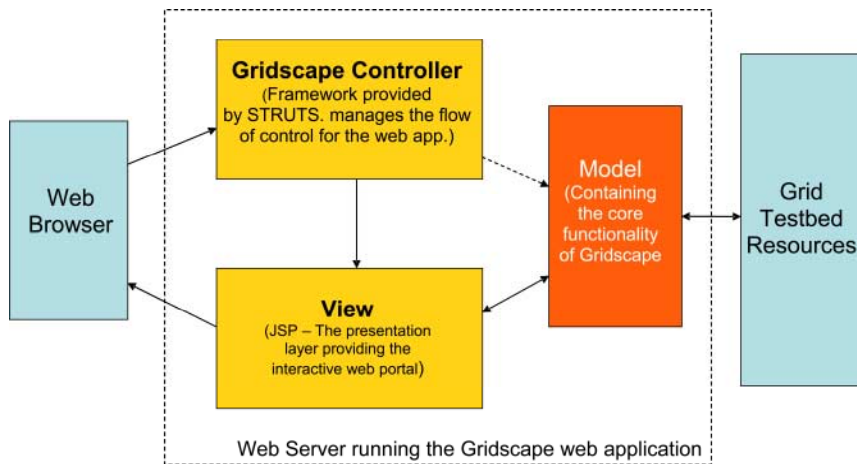 Gridscape Controller
(Framework provided
by STRUTS. manages the flow
of control for the web app.)
Web
Browser
Model
(Containing
the core
functionality
of Gridscape
Grid
Testbed
Resources
View
(JSP – The presentation
layer providing the
interactive web portal)
Web Server running the Gridscape web application